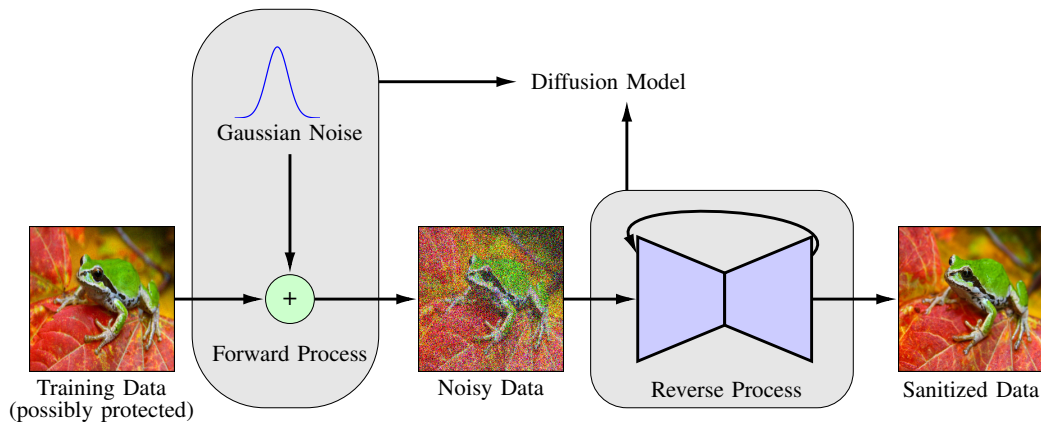 Gaussian Noise
Diffusion Model
+
Forward Process
Training Data
(possibly protected)
Noisy Data
Reverse Process
Sanitized Data